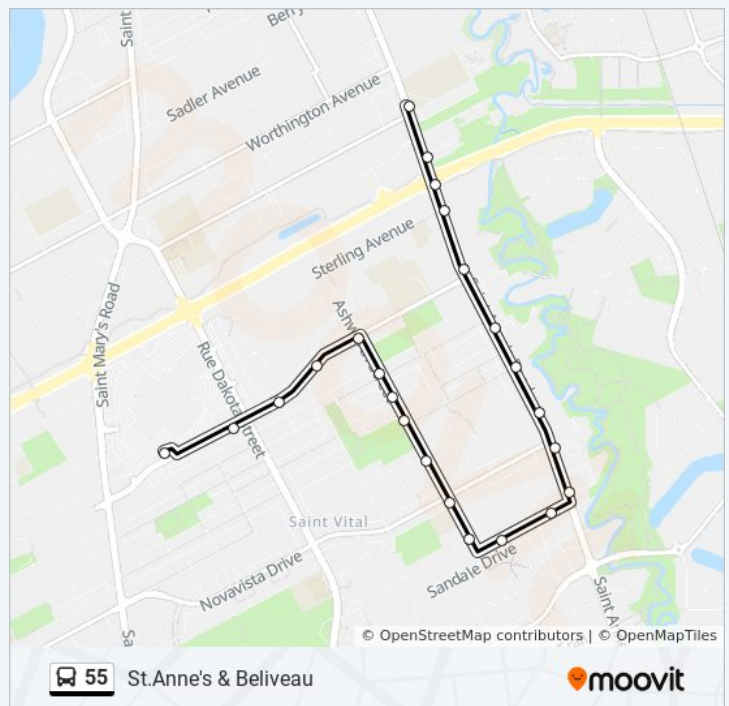 Saint
Berry
Sadler Avenue
Worthington Avenue
Sterling Avenue
Saint Mary's Road
Rue Dakota Street
Saint Vital
Novavista Drive
Sandale Drive
Saint A
Sa
© OpenStreetMap contributors | © OpenMapTiles
55 St.Anne's & Beliveau
moovit